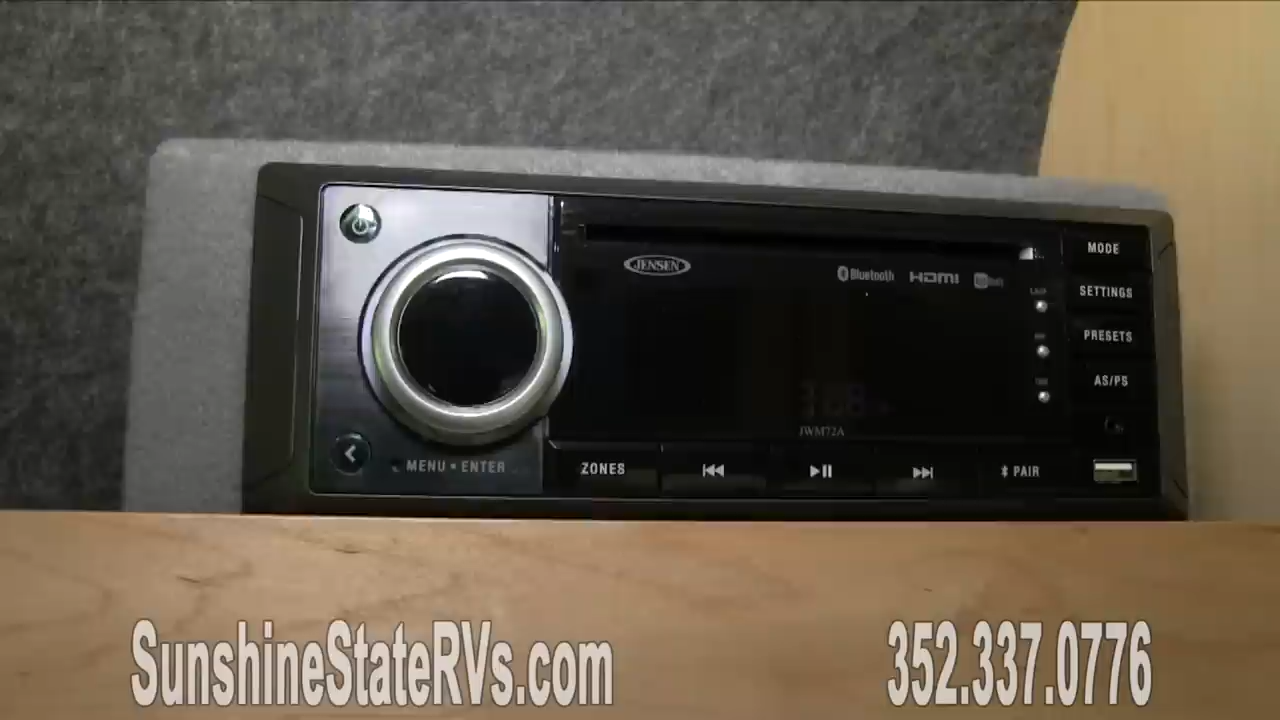 JENSEN
Bluetooth HDMI
MODE
SETTINGS
PRESETS
AS/PS
JWM72A
MENU • ENTER
ZONES
PAIR
SunshineStateRVs.com
352.337.0776